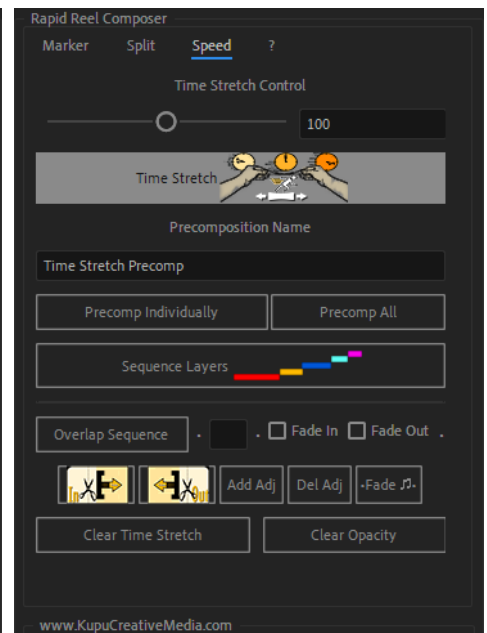 Rapid Reel Composer
Marker Split Speed ?
Time Stretch Control
100
Time Stretch
Precomposition Name
Time Stretch Precomp
Precomp Individually Precomp All
Sequence Layers
Overlap Sequence . . Fade In Fade Out .
In Out Add Adj Del Adj •Fade ♫•
Clear Time Stretch Clear Opacity
www.KupuCreativeMedia.com